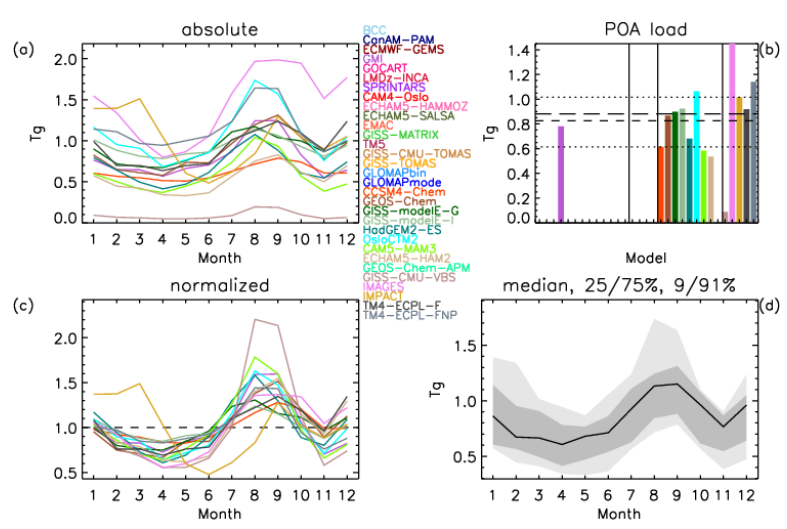 absolute
(a)
Tg
2.0
1.5
1.0
0.5
0.0
1 2 3 4 5 6 7 8 9 10 11 12
Month
BCC
CanAM-PAM
ECMWF-GEMS
GMI
GOCART
LMDz-INCA
SPRINTARS
CAM4-Oslo
ECHAM5-HAMMOZ
ECHAM5-SALSA
EMAC
GISS-MATRIX
TM5
GISS-CMU-TOMAS
GISS-TOMAS
GLOMAPbin
GLOMAPmode
CCSM4-Chem
GEOS-Chem
GISS-modelE-G
GISS-modelE-I
HadGEM2-ES
OsloCTM2
CAM5-MAM3
ECHAM5-HAM2
GEOS-Chem-APM
GISS-CMU-VBS
IMAGES
IMPACT
TM4-ECPL-F
TM4-ECPL-FNP
POA load
(b)
Tg
1.4
1.2
1.0
0.8
0.6
0.4
0.2
0.0
Model
normalized
(c)
2.0
1.5
1.0
0.5
1 2 3 4 5 6 7 8 9 10 11 12
Month
median, 25/75%, 9/91%
(d)
Tg
1.5
1.0
0.5
1 2 3 4 5 6 7 8 9 10 11 12
Month